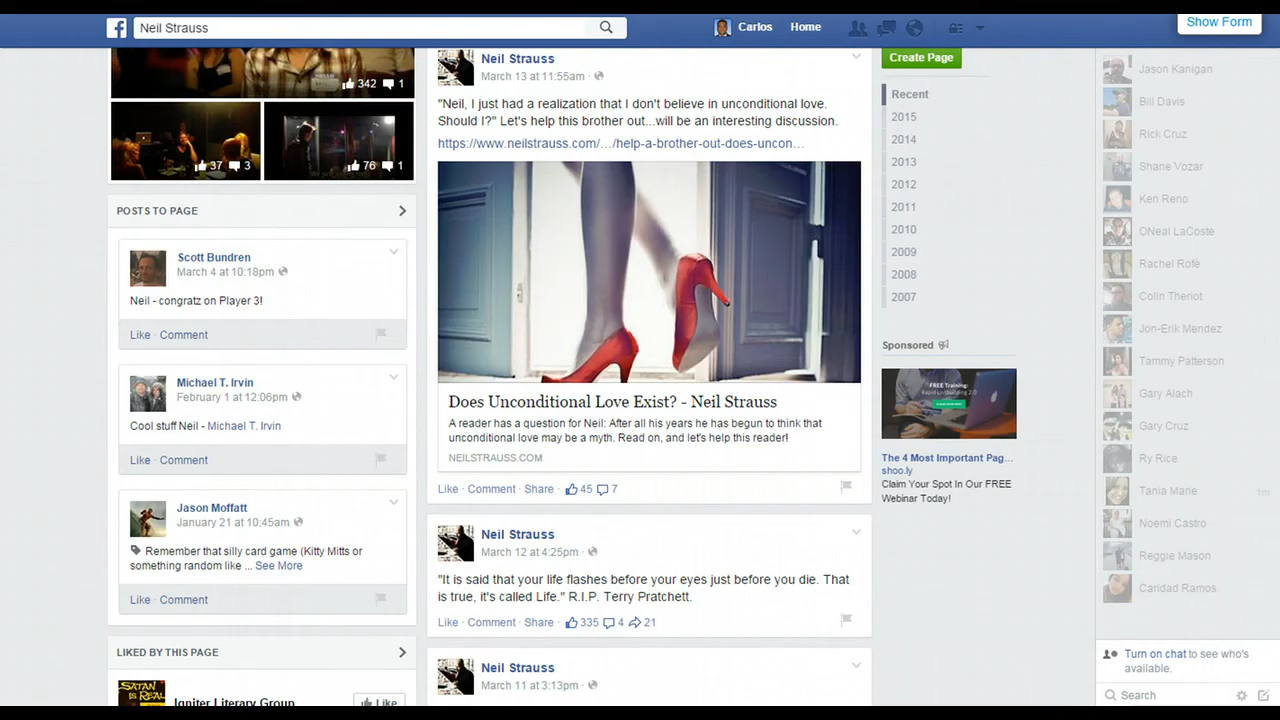 Neil Strauss
Carlos
Home
Show Form
342 1
37 3
76 1
POSTS TO PAGE
Scott Bundren
March 4 at 10:18pm
Neil - congratz on Player 3!
Like · Comment
Michael T. Irvin
February 1 at 12:06pm
Cool stuff Neil - Michael T. Irvin
Like · Comment
Jason Moffatt
January 21 at 10:45am
Remember that silly card game (Kitty Mitts or
something random like ... See More
Like · Comment
LIKED BY THIS PAGE
SATAN
IS REAL
Igniter Literary Group
Like
Neil Strauss
March 13 at 11:55am
"Neil, I just had a realization that I don't believe in unconditional love.
Should I?" Let's help this brother out...will be an interesting discussion.
https://www.neilstrauss.com/.../help-a-brother-out-does-uncon...
Does Unconditional Love Exist? - Neil Strauss
A reader has a question for Neil: After all his years he has begun to think that
unconditional love may be a myth. Read on, and let's help this reader!
NEILSTRAUSS.COM
Like · Comment · Share · 45 7
Neil Strauss
March 12 at 4:25pm
"It is said that your life flashes before your eyes just before you die. That
is true, it's called Life." R.I.P. Terry Pratchett.
Like · Comment · Share · 335 4 21
Neil Strauss
March 11 at 3:13pm
Create Page
Recent
2015
2014
2013
2012
2011
2010
2009
2008
2007
Sponsored
FREE Training:
Rapid Listbuilding 2.0
The 4 Most Important Pag...
shoo.ly
Claim Your Spot In Our FREE
Webinar Today!
Jason Kanigan
Bill Davis
Rick Cruz
Shane Vozar
Ken Reno
ONeal LaCoste
Rachel Rofé
Colin Theriot
Jon-Erik Mendez
Tammy Patterson
Gary Alach
Gary Cruz
Ry Rice
Tania Marie 1m
Noemi Castro
Reggie Mason
Caridad Ramos
Turn on chat to see who's
available.
Search